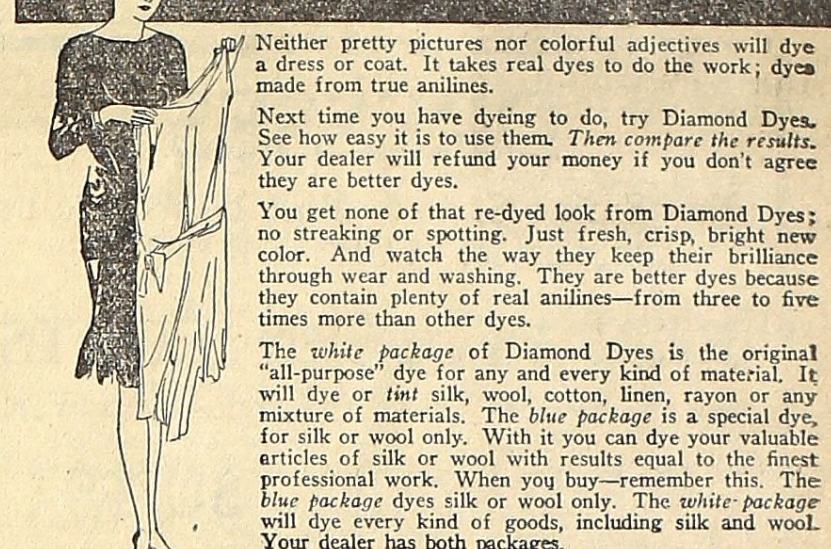 Neither pretty pictures nor colorful adjectives will dye
a dress or coat. It takes real dyes to do the work; dyes
made from true anilines.
Next time you have dyeing to do, try Diamond Dyes.
See how easy it is to use them. Then compare the results.
Your dealer will refund your money if you don't agree
they are better dyes.
You get none of that re-dyed look from Diamond Dyes;
no streaking or spotting. Just fresh, crisp, bright new
color. And watch the way they keep their brilliance
through wear and washing. They are better dyes because
they contain plenty of real anilines—from three to five
times more than other dyes.
The white package of Diamond Dyes is the original
“all-purpose” dye for any and every kind of material. It
will dye or tint silk, wool, cotton, linen, rayon or any
mixture of materials. The blue package is a special dye,
for silk or wool only. With it you can dye your valuable
articles of silk or wool with results equal to the finest
professional work. When you buy—remember this. The
blue package dyes silk or wool only. The white package
will dye every kind of goods, including silk and wool.
Your dealer has both packages.